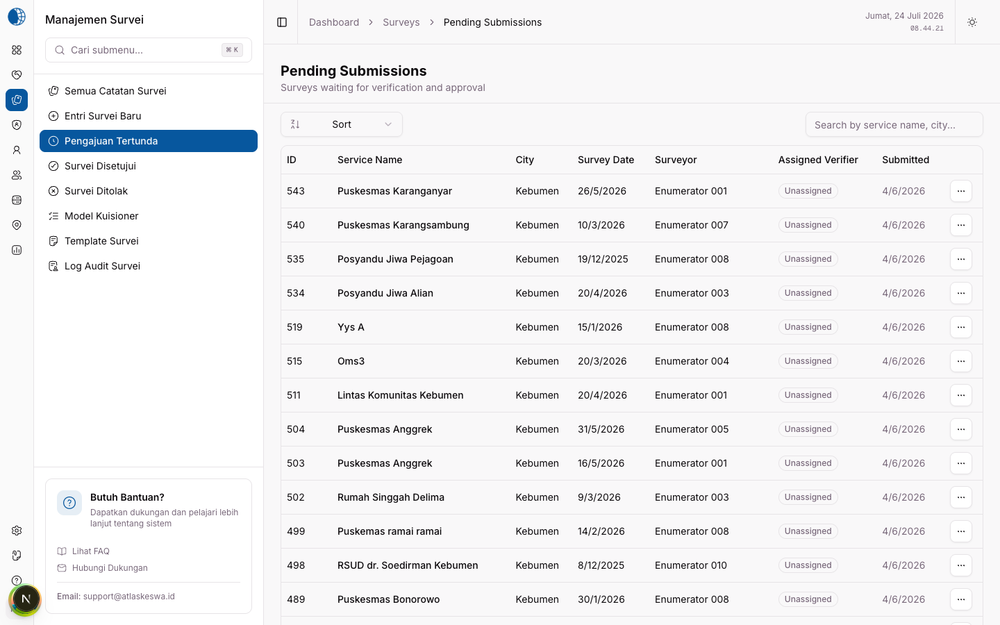 Manajemen Survei
Cari submenu...
⌘ K
Semua Catatan Survei
Entri Survei Baru
Pengajuan Tertunda
Survei Disetujui
Survei Ditolak
Model Kuisioner
Template Survei
Log Audit Survei
Butuh Bantuan?
Dapatkan dukungan dan pelajari lebih
lanjut tentang sistem
Lihat FAQ
Hubungi Dukungan
Email: support@atlaskeswa.id
N
Dashboard > Surveys > Pending Submissions
Jumat, 24 Juli 2026
08.44.21
Pending Submissions
Surveys waiting for verification and approval
Sort
Search by service name, city...
ID Service Name City Survey Date Surveyor Assigned Verifier Submitted
543 Puskesmas Karanganyar Kebumen 26/5/2026 Enumerator 001 Unassigned 4/6/2026
540 Puskesmas Karangsambung Kebumen 10/3/2026 Enumerator 007 Unassigned 4/6/2026
535 Posyandu Jiwa Pejagoan Kebumen 19/12/2025 Enumerator 008 Unassigned 4/6/2026
534 Posyandu Jiwa Alian Kebumen 20/4/2026 Enumerator 003 Unassigned 4/6/2026
519 Yys A Kebumen 15/1/2026 Enumerator 008 Unassigned 4/6/2026
515 Oms3 Kebumen 20/3/2026 Enumerator 004 Unassigned 4/6/2026
511 Lintas Komunitas Kebumen Kebumen 20/4/2026 Enumerator 001 Unassigned 4/6/2026
504 Puskesmas Anggrek Kebumen 31/5/2026 Enumerator 005 Unassigned 4/6/2026
503 Puskesmas Anggrek Kebumen 16/5/2026 Enumerator 001 Unassigned 4/6/2026
502 Rumah Singgah Delima Kebumen 9/3/2026 Enumerator 003 Unassigned 4/6/2026
499 Puskemas ramai ramai Kebumen 14/2/2026 Enumerator 008 Unassigned 4/6/2026
498 RSUD dr. Soedirman Kebumen Kebumen 8/12/2025 Enumerator 010 Unassigned 4/6/2026
489 Puskesmas Bonorowo Kebumen 30/1/2026 Enumerator 008 Unassigned 4/6/2026